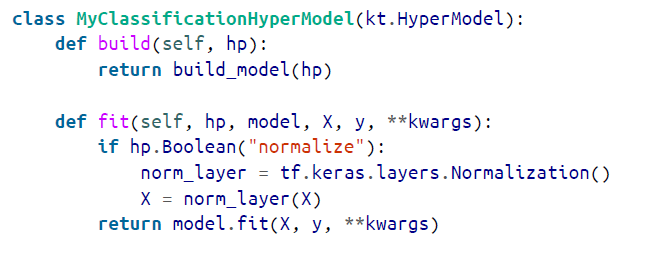 class MyClassificationHyperModel(kt.HyperModel):
    def build(self, hp):
        return build_model(hp)

    def fit(self, hp, model, X, y, **kwargs):
        if hp.Boolean("normalize"):
            norm_layer = tf.keras.layers.Normalization()
            X = norm_layer(X)
        return model.fit(X, y, **kwargs)